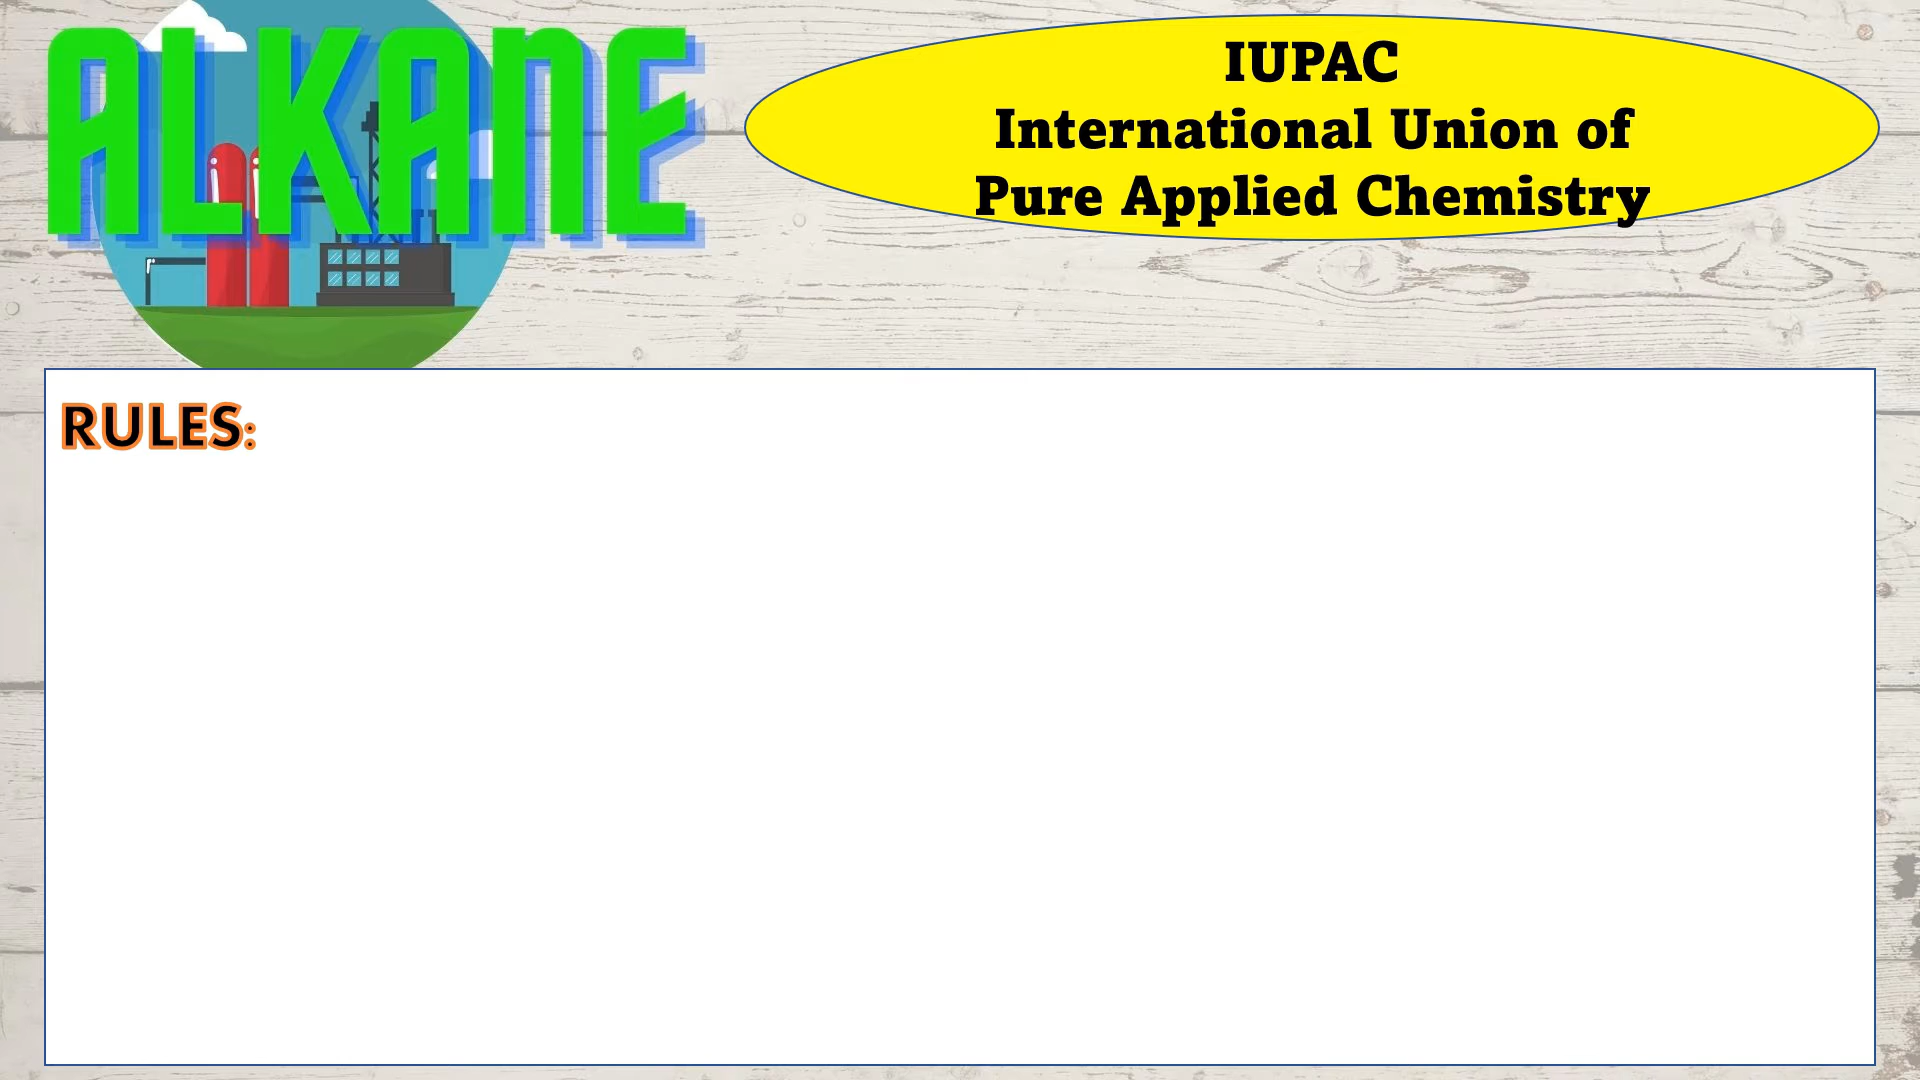 ALKANE
IUPAC
International Union of
Pure Applied Chemistry
RULES: